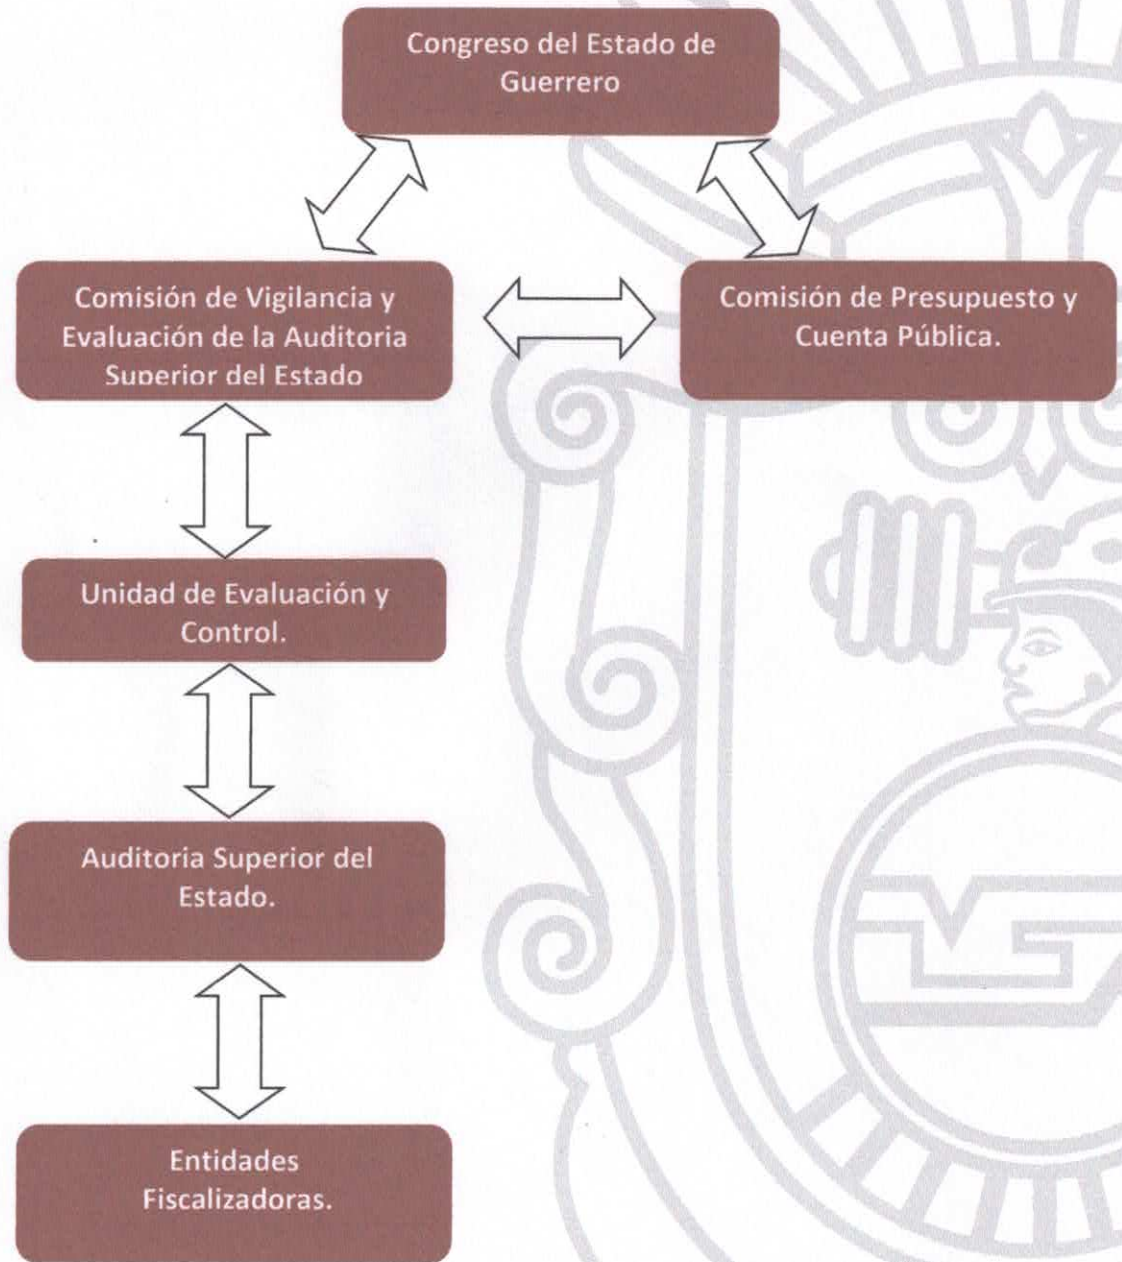 Congreso del Estado de
Guerrero
Comisión de Vigilancia y
Evaluación de la Auditoria
Superior del Estado
Comisión de Presupuesto y
Cuenta Pública.
Unidad de Evaluación y
Control.
Auditoria Superior del
Estado.
Entidades
Fiscalizadoras.